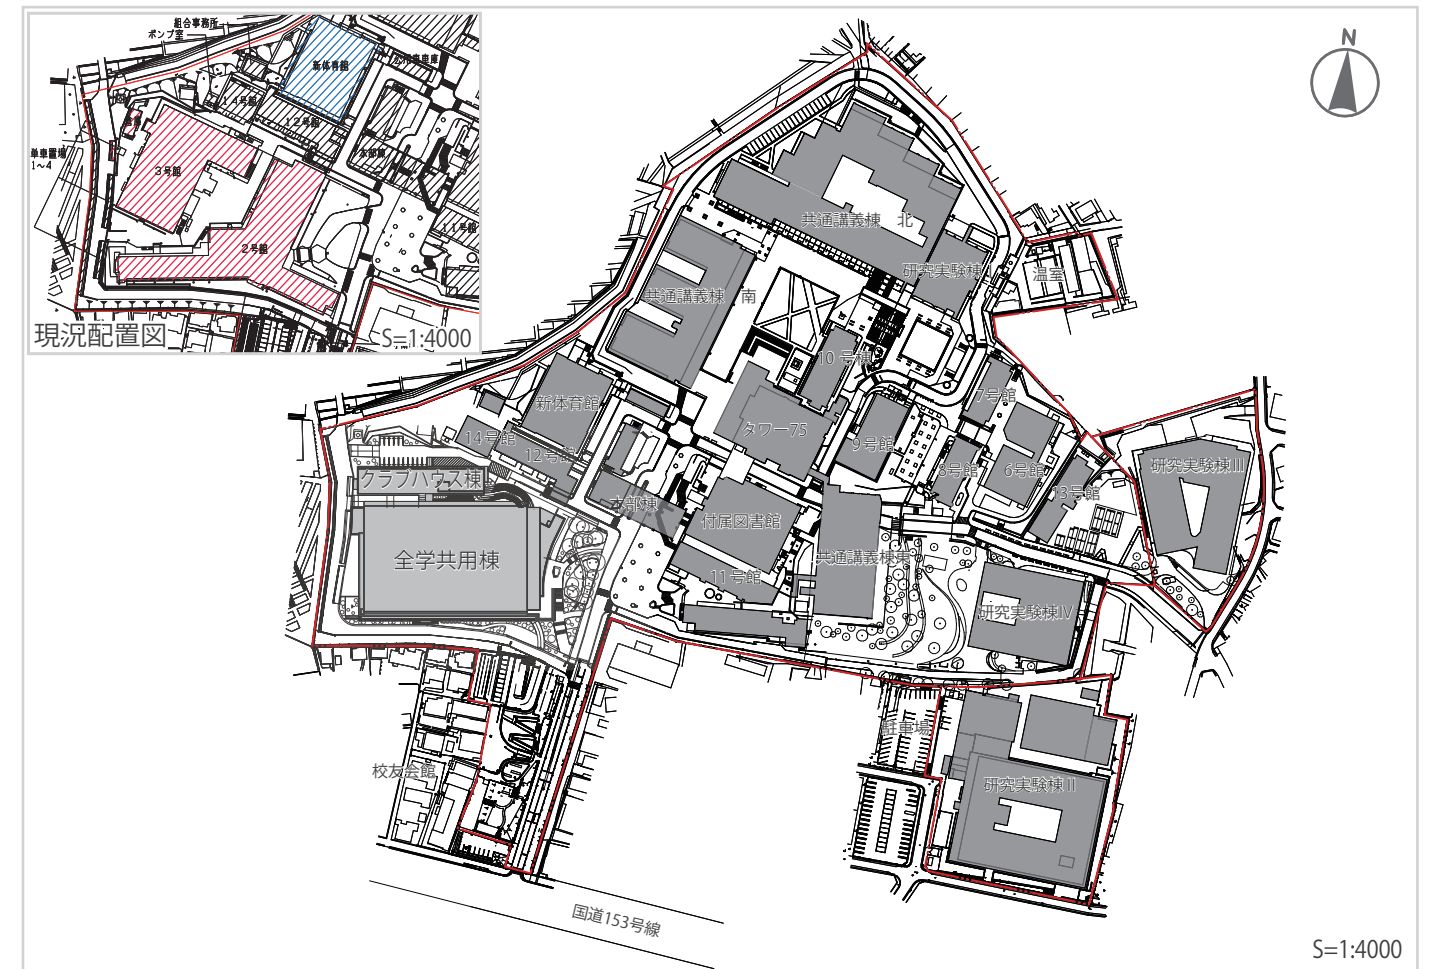 組合事務所
ポンプ室
新体育館
14号館
12号館
本部棟
11号館
倉庫
単車置場
1～4
3号館
2号館
現況配置図
S=1:4000
N
共通講義棟　北
研究実験棟Ⅰ
温室
共通講義棟　南
10号棟
7号館
新体育館
タワー75
14号館
12号館
9号館
8号館
6号館
13号館
研究実験棟Ⅲ
クラブハウス棟
本部棟
付属図書館
全学共用棟
共通講義棟東
11号館
研究実験棟Ⅳ
駐車場
校友会館
研究実験棟Ⅱ
国道153号線
S=1:4000